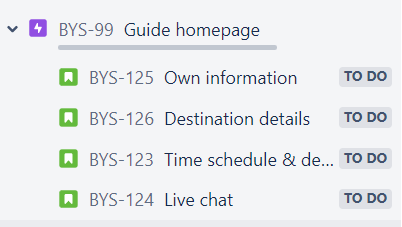 BYS-99 Guide homepage
BYS-125 Own information TO DO
BYS-126 Destination details TO DO
BYS-123 Time schedule & de... TO DO
BYS-124 Live chat TO DO